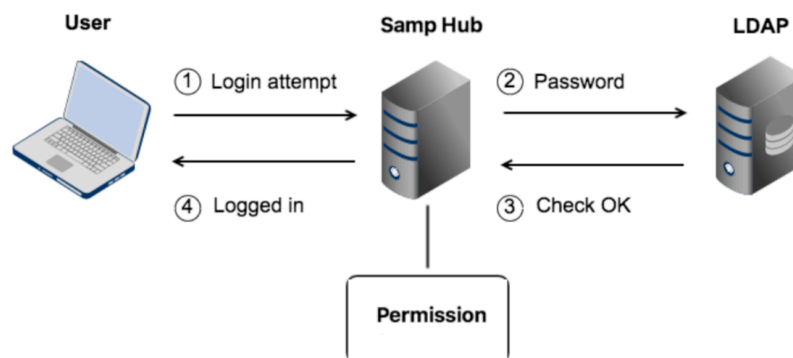 User
Samp Hub
LDAP
① Login attempt
② Password
④ Logged in
③ Check OK
Permission